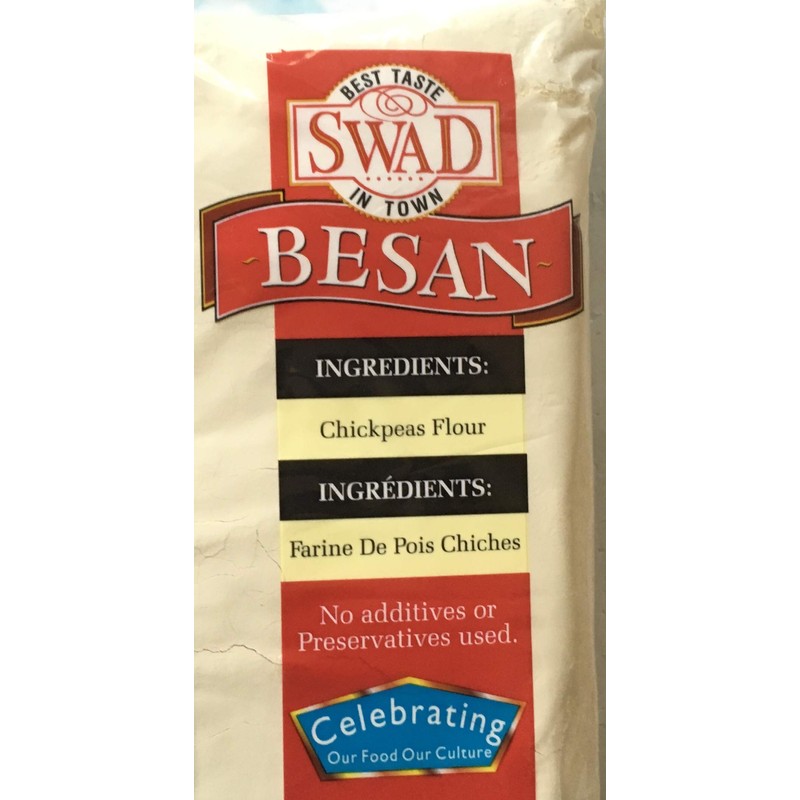 BEST TASTE
SWAD
IN TOWN
BESAN
INGREDIENTS:
Chickpeas Flour
INGRÉDIENTS:
Farine De Pois Chiches
No additives or
Preservatives used.
Celebrating
Our Food Our Culture